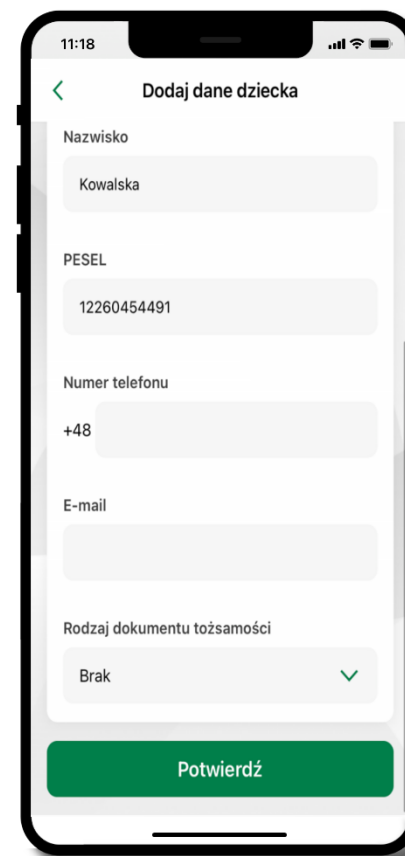 11:18
Dodaj dane dziecka
Nazwisko
Kowalska
PESEL
12260454491
Numer telefonu
+48
E-mail
Rodzaj dokumentu tożsamości
Brak
Potwierdź